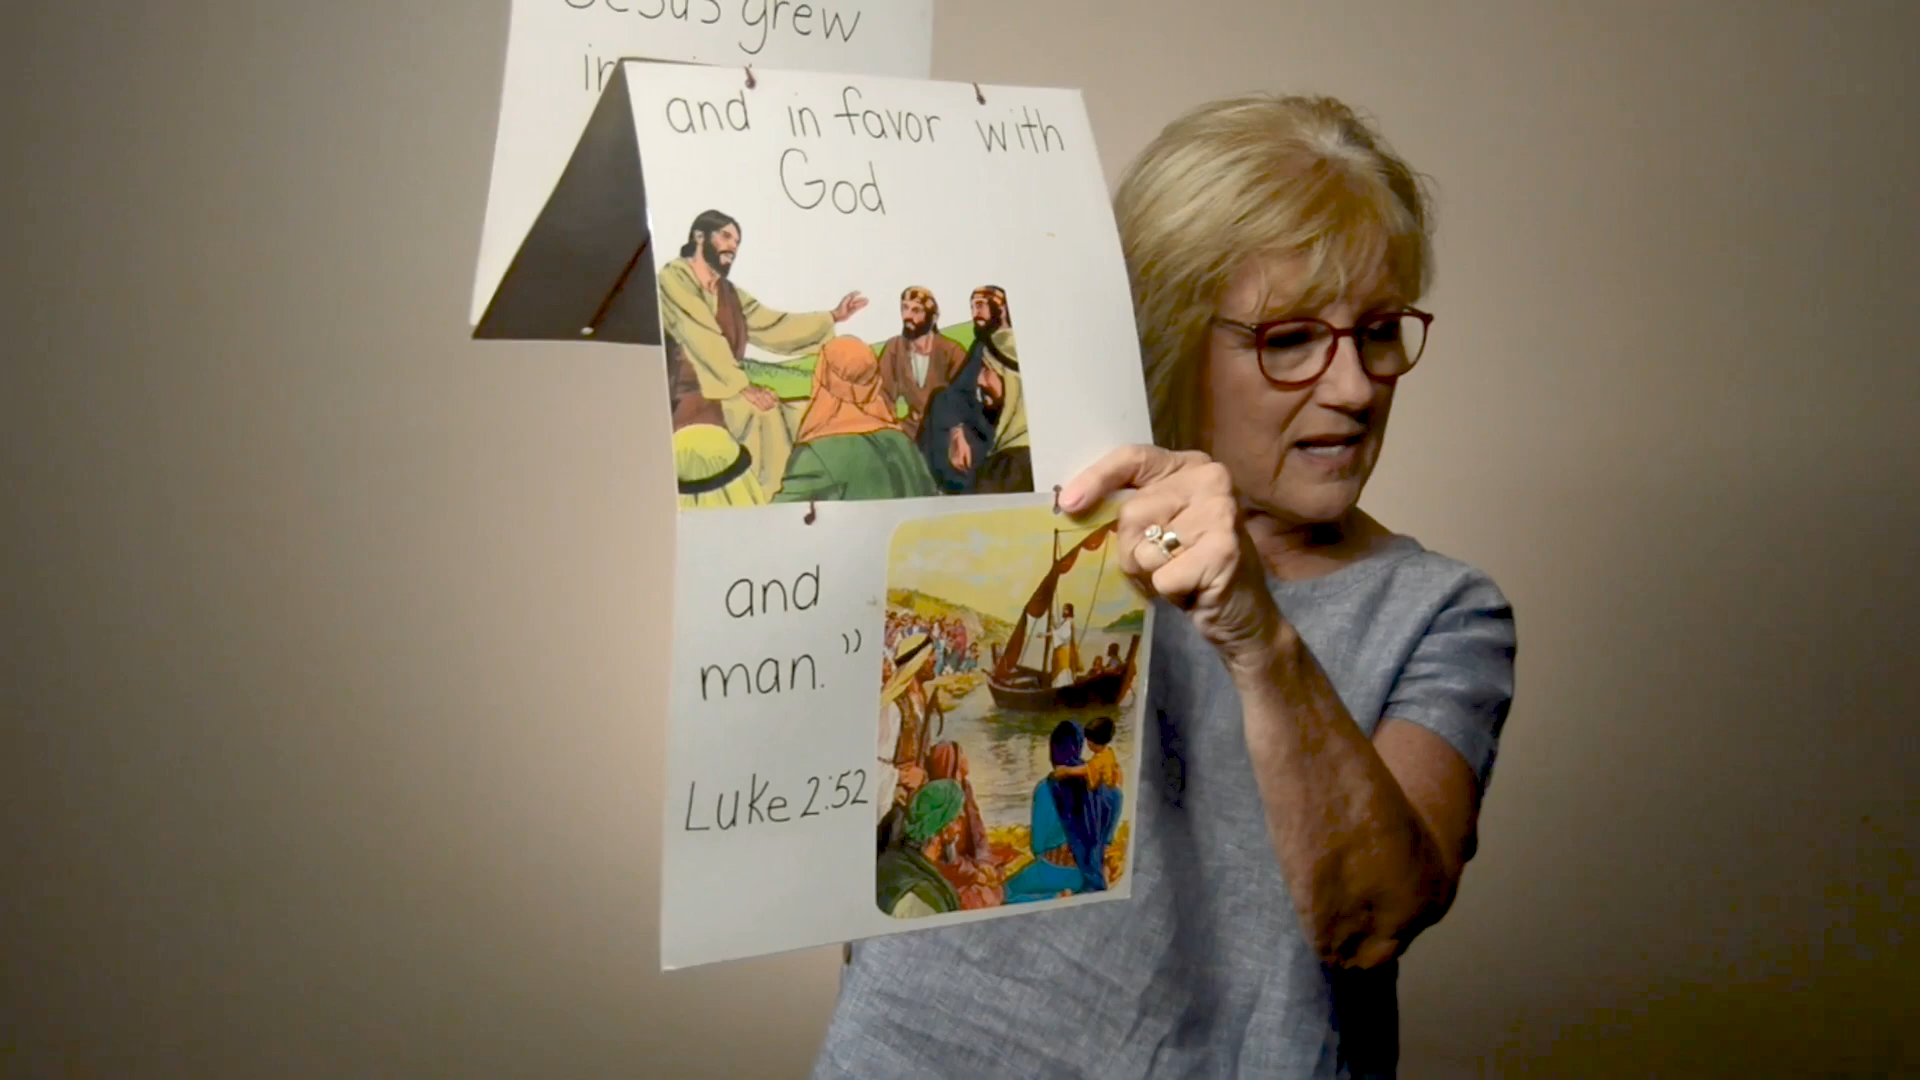 Jesus grew
and in favor with
God
and
man."
Luke 2:52